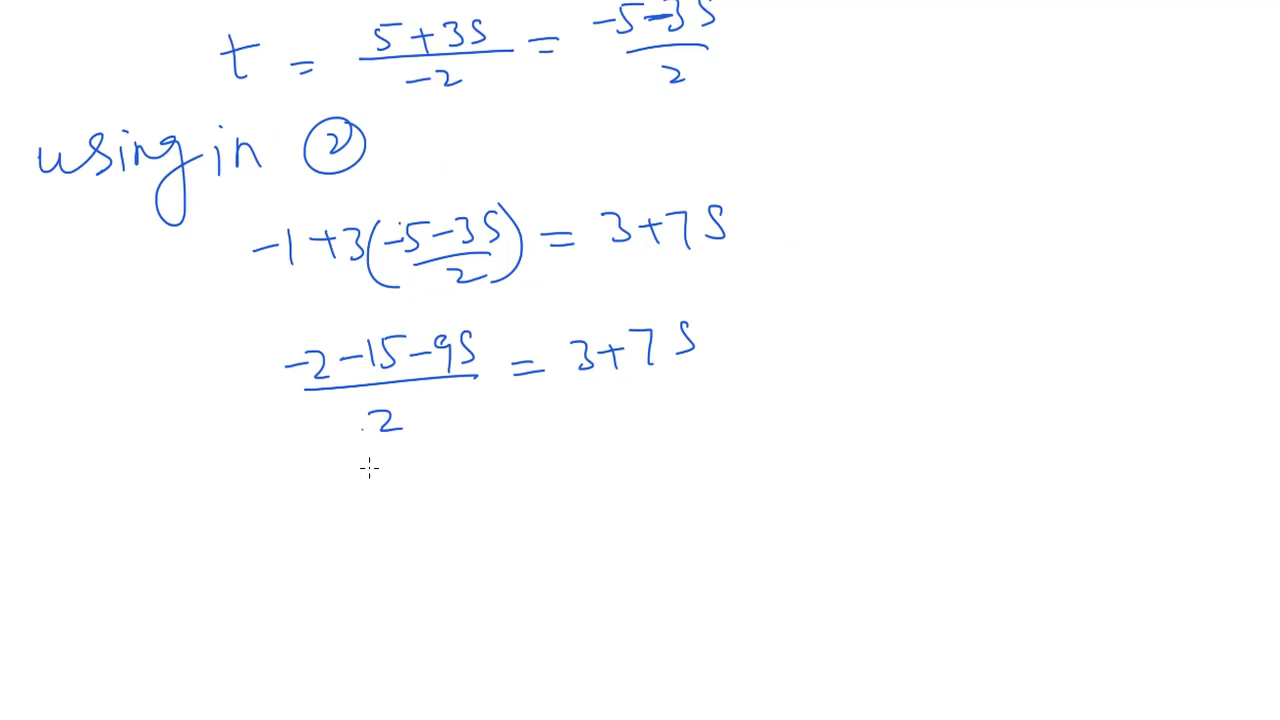 t = 5+3S/-2 = -5-3S/2
using in ②
-1+3(-5-3S/2) = 3+7S
-2-15-9S/2 = 3+7S